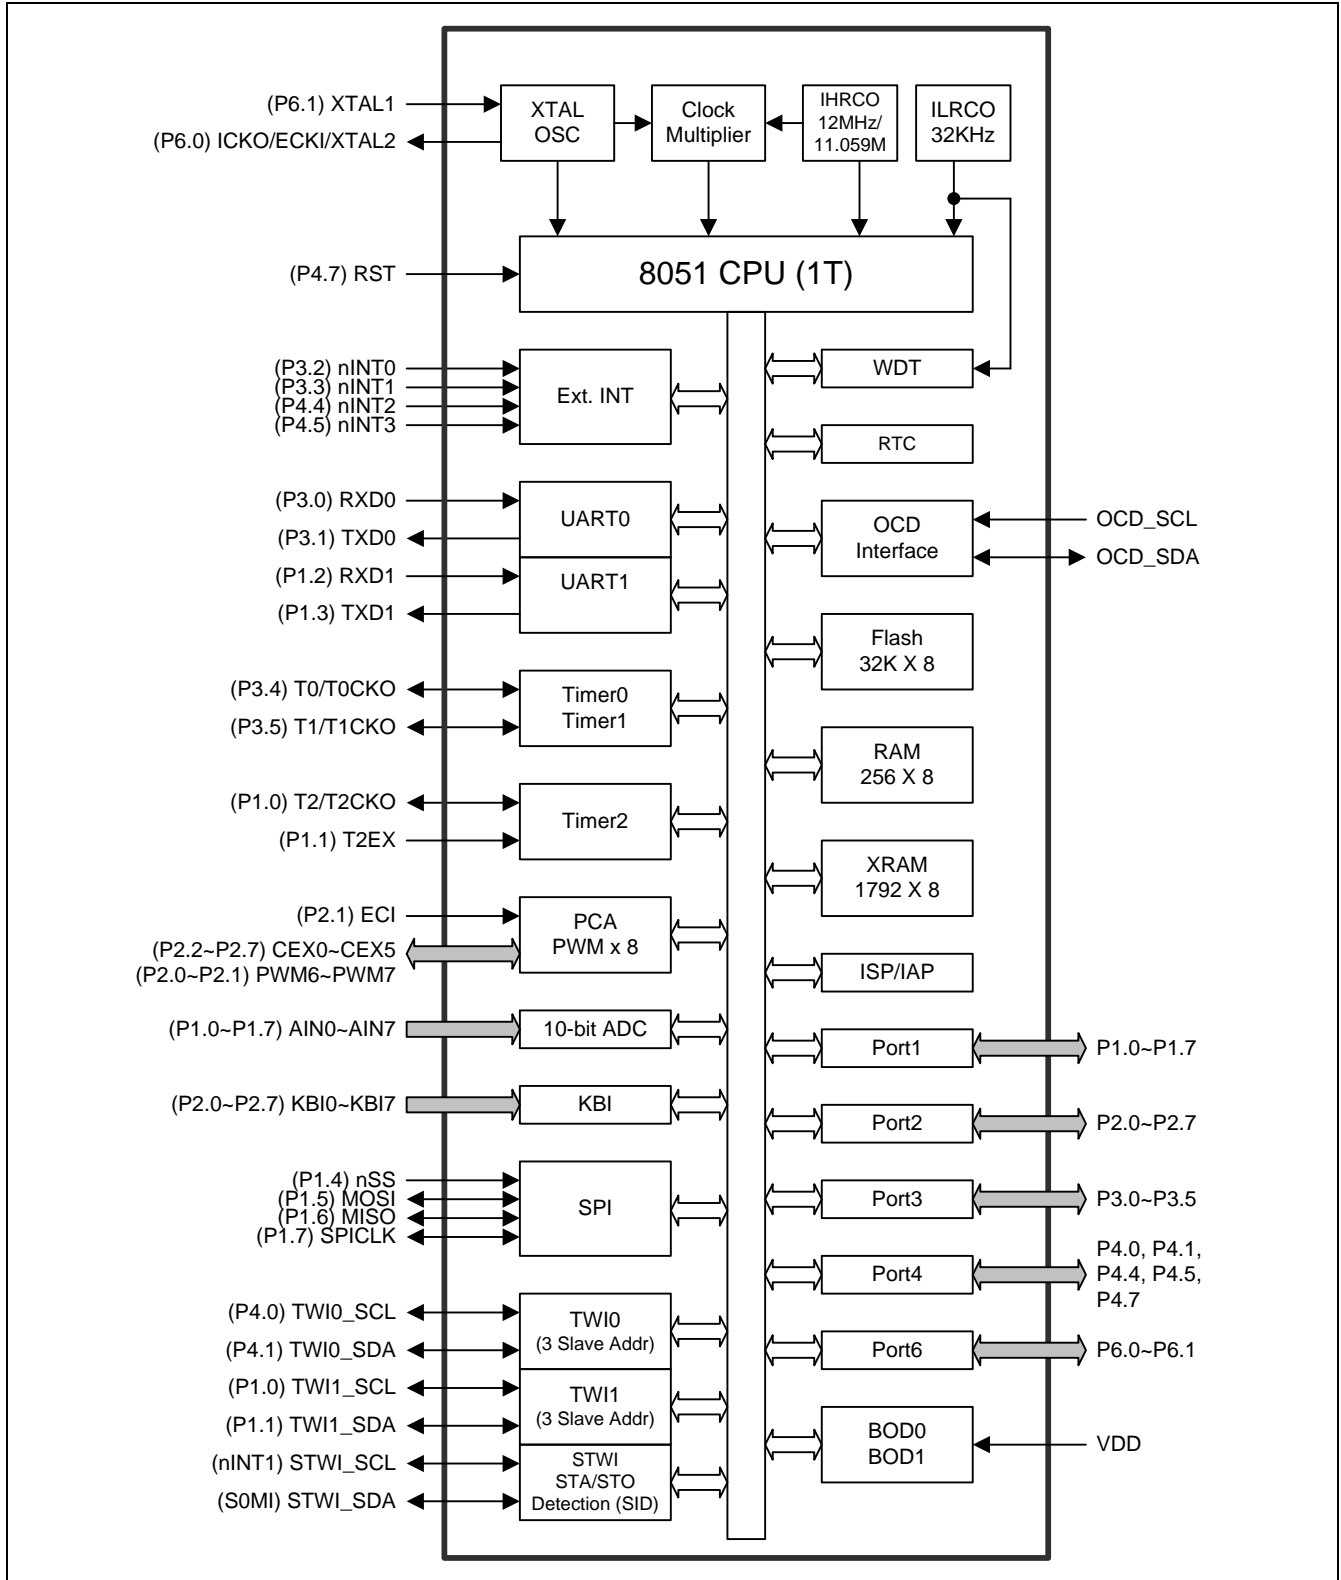 (P6.1) XTAL1
(P6.0) ICKO/ECKI/XTAL2
XTAL
OSC
Clock
Multiplier
IHRCO
12MHz/
11.059M
ILRCO
32KHz
(P4.7) RST
8051 CPU (1T)
(P3.2) nINT0
(P3.3) nINT1
(P4.4) nINT2
(P4.5) nINT3
Ext. INT
WDT
RTC
(P3.0) RXD0
(P3.1) TXD0
UART0
(P1.2) RXD1
(P1.3) TXD1
UART1
OCD
Interface
OCD_SCL
OCD_SDA
Flash
32K X 8
(P3.4) T0/T0CKO
(P3.5) T1/T1CKO
Timer0
Timer1
RAM
256 X 8
(P1.0) T2/T2CKO
(P1.1) T2EX
Timer2
XRAM
1792 X 8
(P2.1) ECI
(P2.2~P2.7) CEX0~CEX5
(P2.0~P2.1) PWM6~PWM7
PCA
PWM x 8
ISP/IAP
(P1.0~P1.7) AIN0~AIN7
10-bit ADC
Port1
P1.0~P1.7
(P2.0~P2.7) KBI0~KBI7
KBI
Port2
P2.0~P2.7
(P1.4) nSS
(P1.5) MOSI
(P1.6) MISO
(P1.7) SPICLK
SPI
Port3
P3.0~P3.5
Port4
P4.0, P4.1,
P4.4, P4.5,
P4.7
(P4.0) TWI0_SCL
(P4.1) TWI0_SDA
TWI0
(3 Slave Addr)
Port6
P6.0~P6.1
(P1.0) TWI1_SCL
(P1.1) TWI1_SDA
TWI1
(3 Slave Addr)
BOD0
BOD1
VDD
(nINT1) STWI_SCL
(S0MI) STWI_SDA
STWI
STA/STO
Detection (SID)